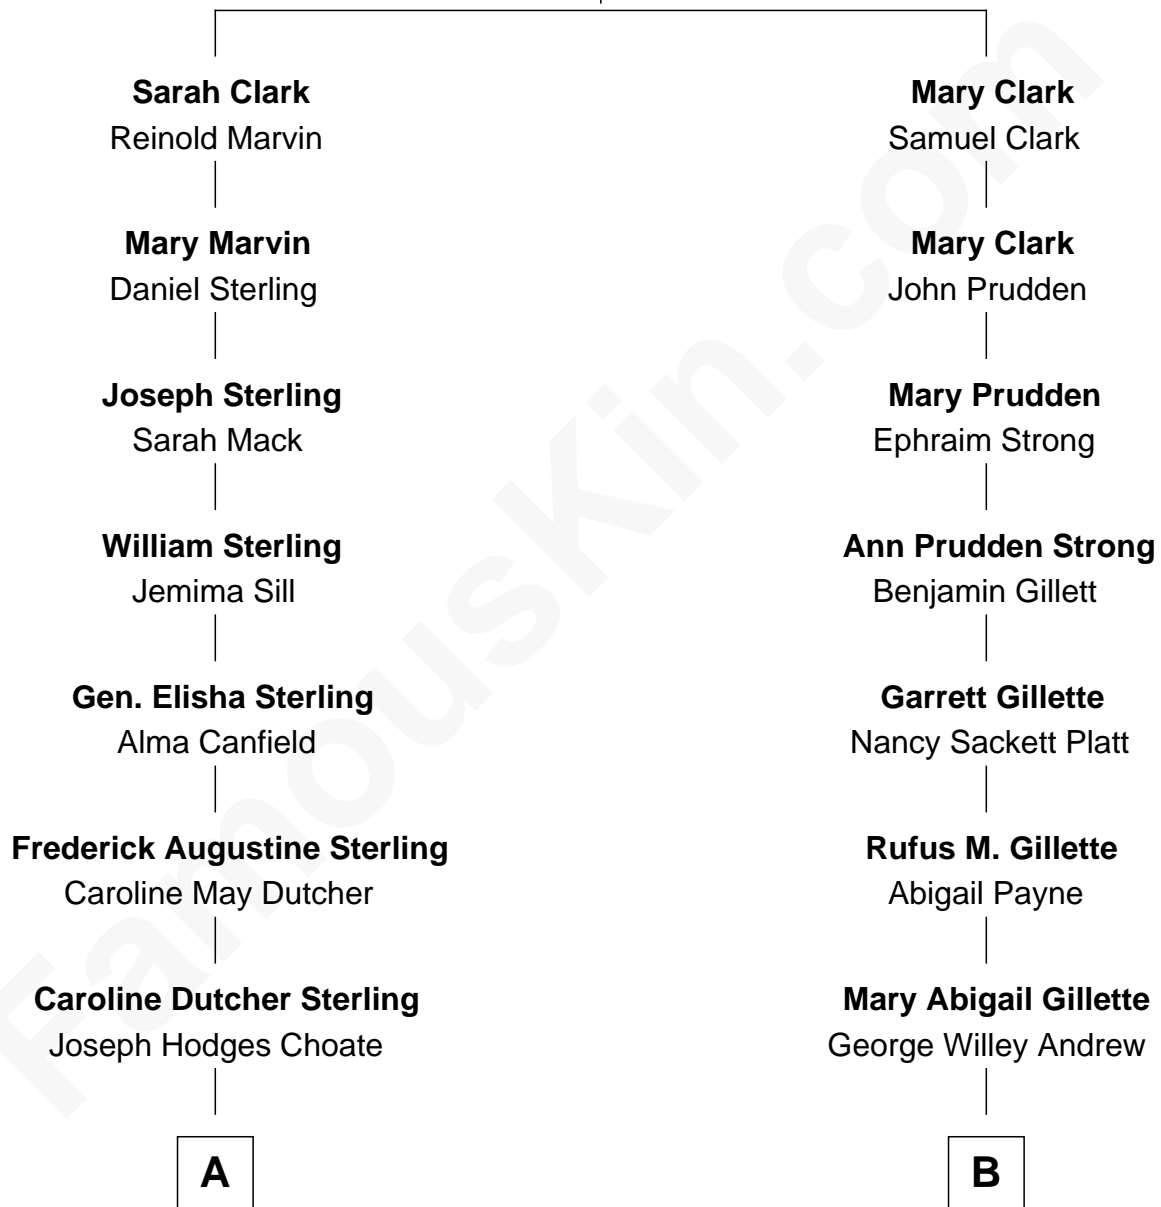 Sarah Clark
Reinold Marvin
Mary Marvin
Daniel Sterling
Joseph Sterling
Sarah Mack
William Sterling
Jemima Sill
Gen. Elisha Sterling
Alma Canfield
Frederick Augustine Sterling
Caroline May Dutcher
Caroline Dutcher Sterling
Joseph Hodges Choate
A
Mary Clark
Samuel Clark
Mary Clark
John Prudden
Mary Prudden
Ephraim Strong
Ann Prudden Strong
Benjamin Gillett
Garrett Gillette
Nancy Sackett Platt
Rufus M. Gillette
Abigail Payne
Mary Abigail Gillette
George Willey Andrew
B
FamousKin.com